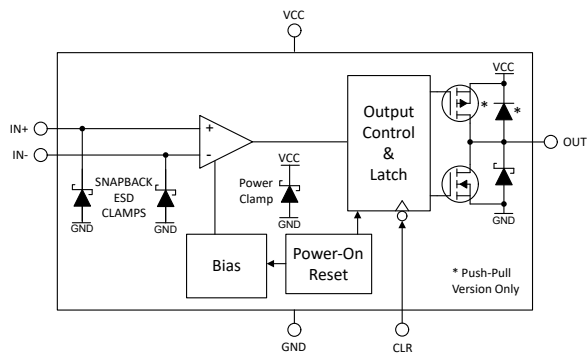 VCC
VCC
IN+
IN-
+
-
Output
Control
&
Latch
*
*
OUT
SNAPBACK
ESD
CLAMPS
VCC
Power
Clamp
GND
GND
GND
GND
Bias
Power-On
Reset
* Push-Pull
Version Only
GND
CLR